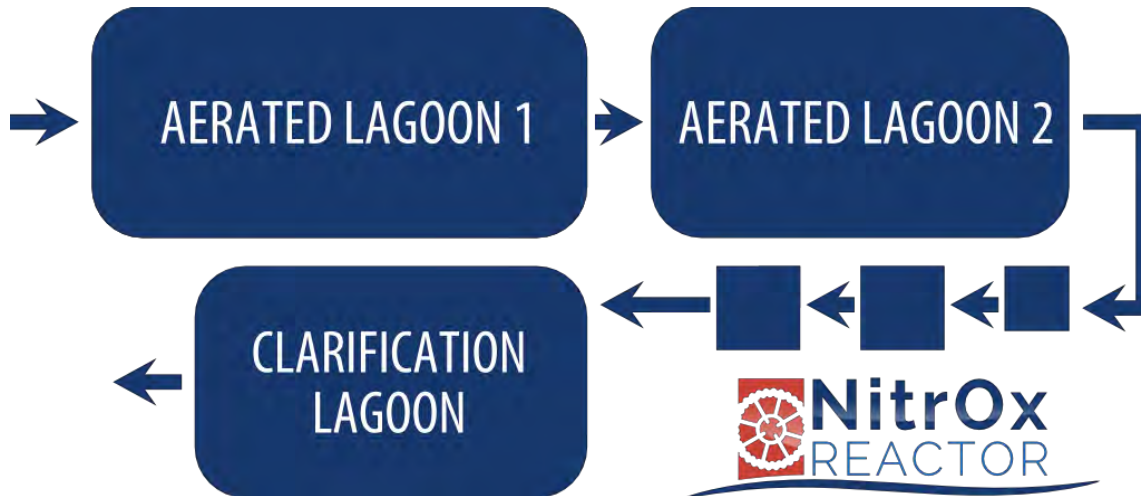 AERATED LAGOON 1
AERATED LAGOON 2
CLARIFICATION
LAGOON
NitrOx
REACTOR